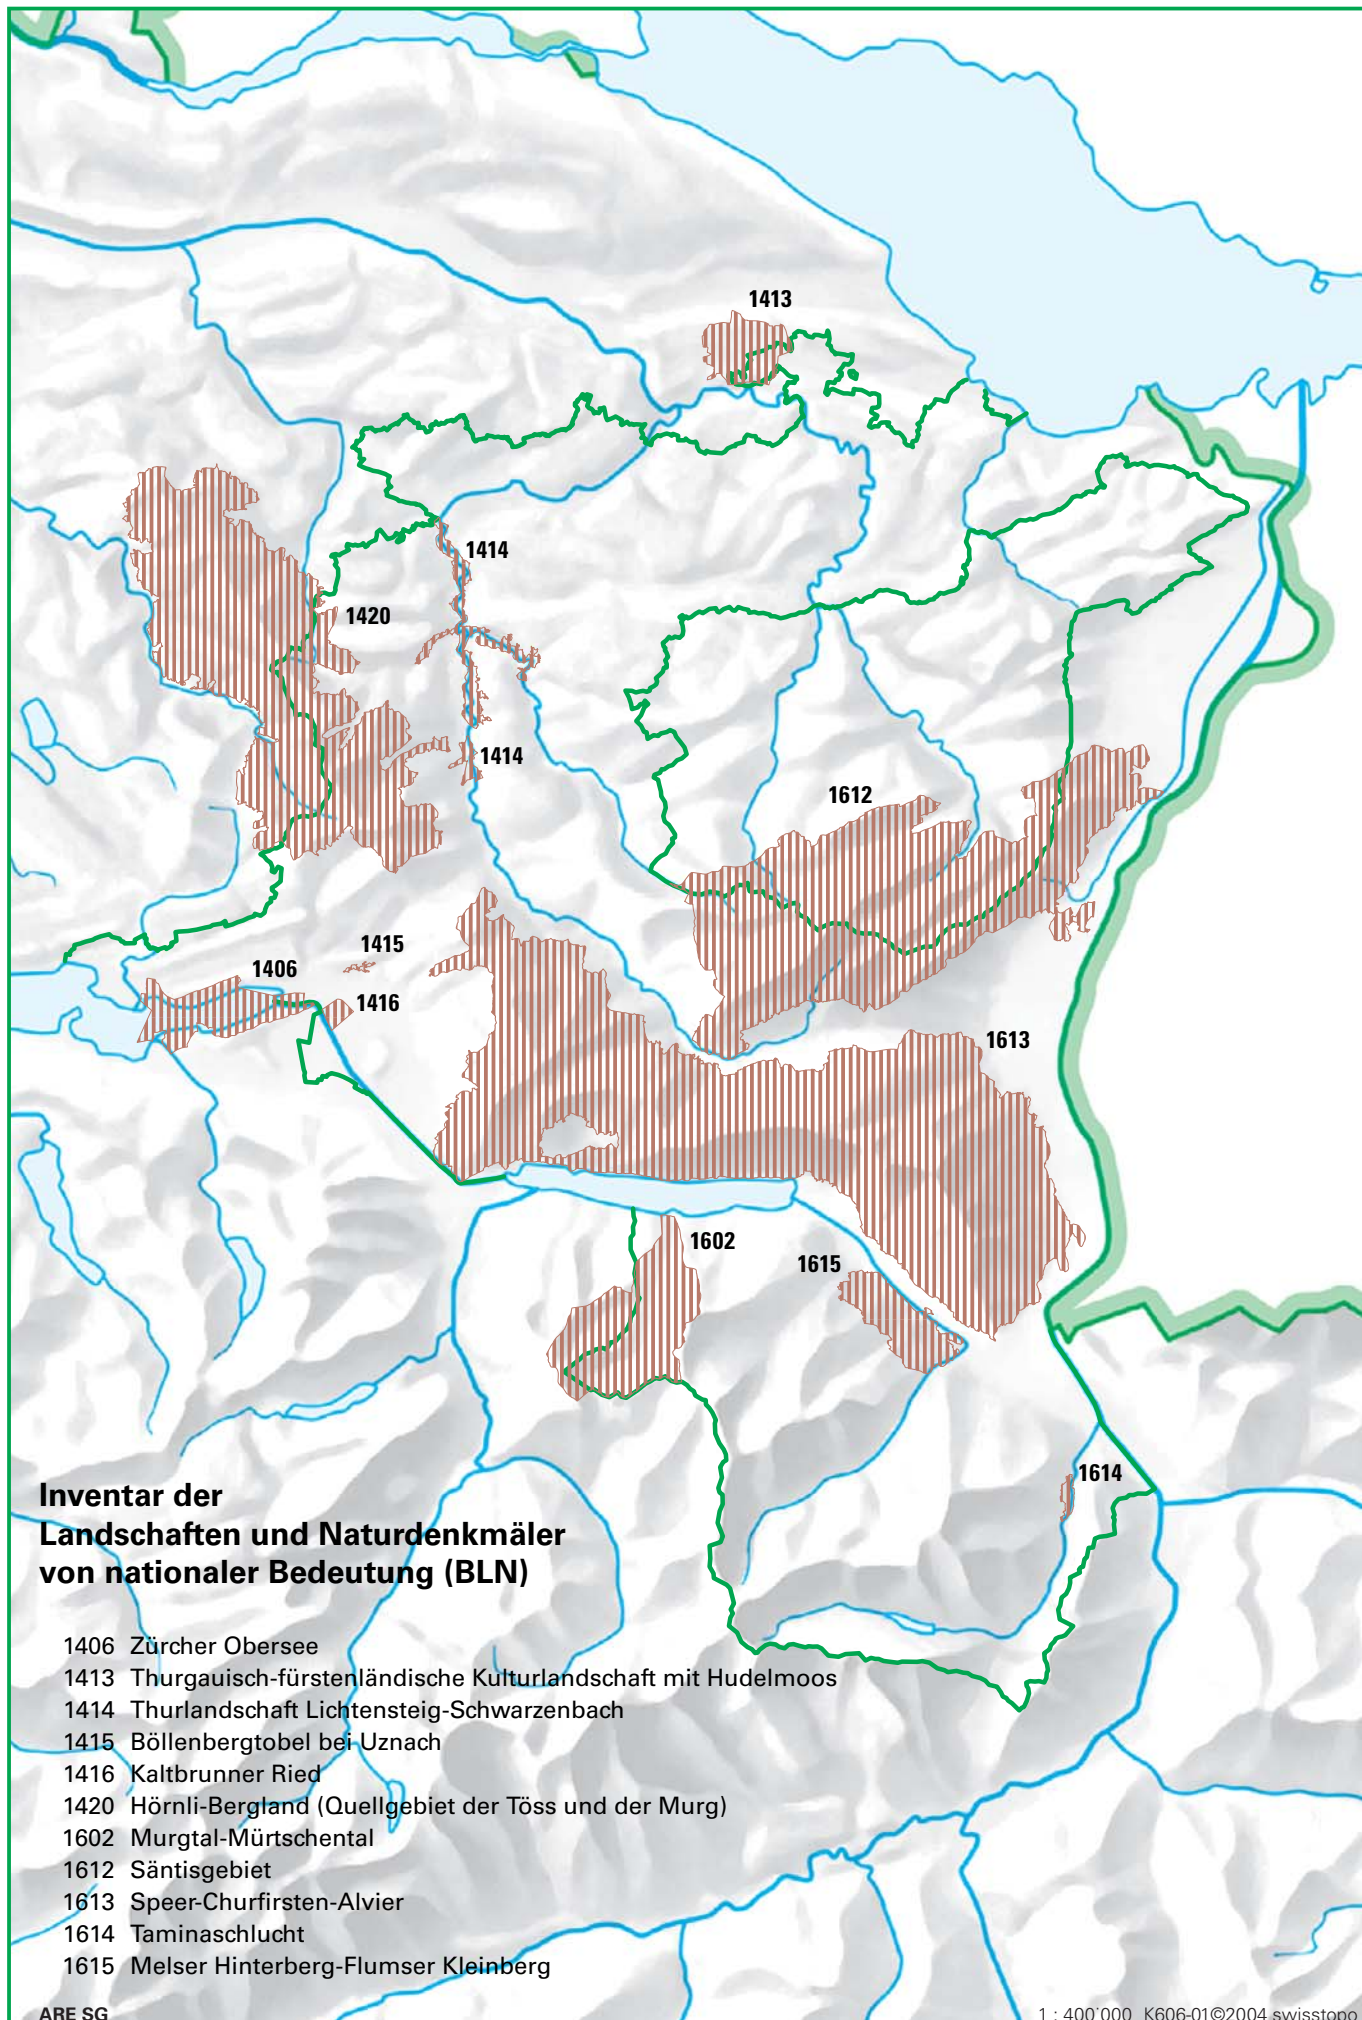 1413
1414
1420
1414
1612
1415
1406
1416
1613
1602
1615
1614
Inventar der
Landschaften und Naturdenkmäler
von nationaler Bedeutung (BLN)
1406 Zürcher Obersee
1413 Thurgauisch-fürstenländische Kulturlandschaft mit Hudelmoos
1414 Thurlandschaft Lichtensteig-Schwarzenbach
1415 Böllenbergtobel bei Uznach
1416 Kaltbrunner Ried
1420 Hörnli-Bergland (Quellgebiet der Töss und der Murg)
1602 Murgtal-Mürtschental
1612 Säntisgebiet
1613 Speer-Churfirsten-Alvier
1614 Taminaschlucht
1615 Melser Hinterberg-Flumser Kleinberg
ARE SG
1 : 400'000 K606-01©2004 swisstopo